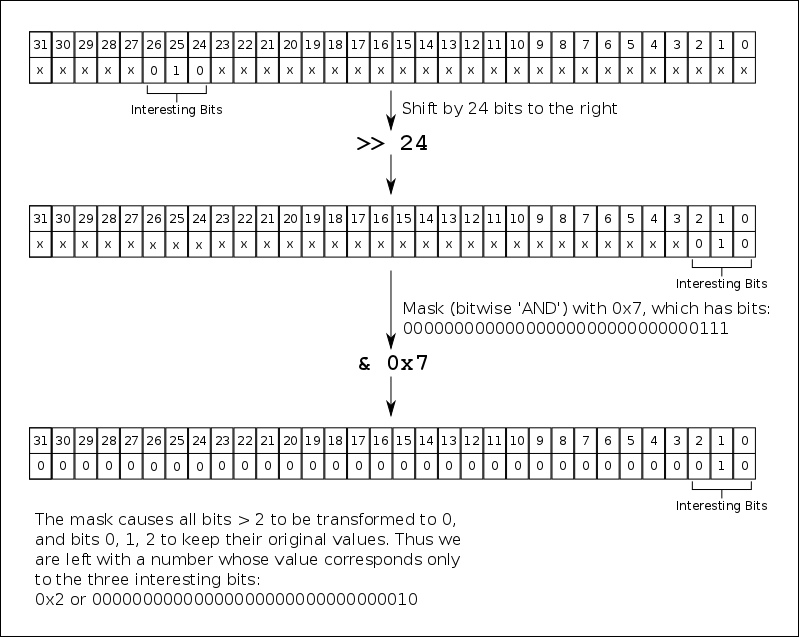 31 30 29 28 27 26 25 24 23 22 21 20 19 18 17 16 15 14 13 12 11 10 9 8 7 6 5 4 3 2 1 0
x x x x x 0 1 0 x x x x x x x x x x x x x x x x x x x x x x x x
Interesting Bits
Shift by 24 bits to the right
>> 24
31 30 29 28 27 26 25 24 23 22 21 20 19 18 17 16 15 14 13 12 11 10 9 8 7 6 5 4 3 2 1 0
x x x x x x x x x x x x x x x x x x x x x x x x x x x x x 0 1 0
Interesting Bits
Mask (bitwise 'AND') with 0x7, which has bits:
00000000000000000000000000000111
& 0x7
31 30 29 28 27 26 25 24 23 22 21 20 19 18 17 16 15 14 13 12 11 10 9 8 7 6 5 4 3 2 1 0
0 0 0 0 0 0 0 0 0 0 0 0 0 0 0 0 0 0 0 0 0 0 0 0 0 0 0 0 0 0 1 0
Interesting Bits
The mask causes all bits > 2 to be transformed to 0,
and bits 0, 1, 2 to keep their original values. Thus we
are left with a number whose value corresponds only
to the three interesting bits:
0x2 or 00000000000000000000000000000010